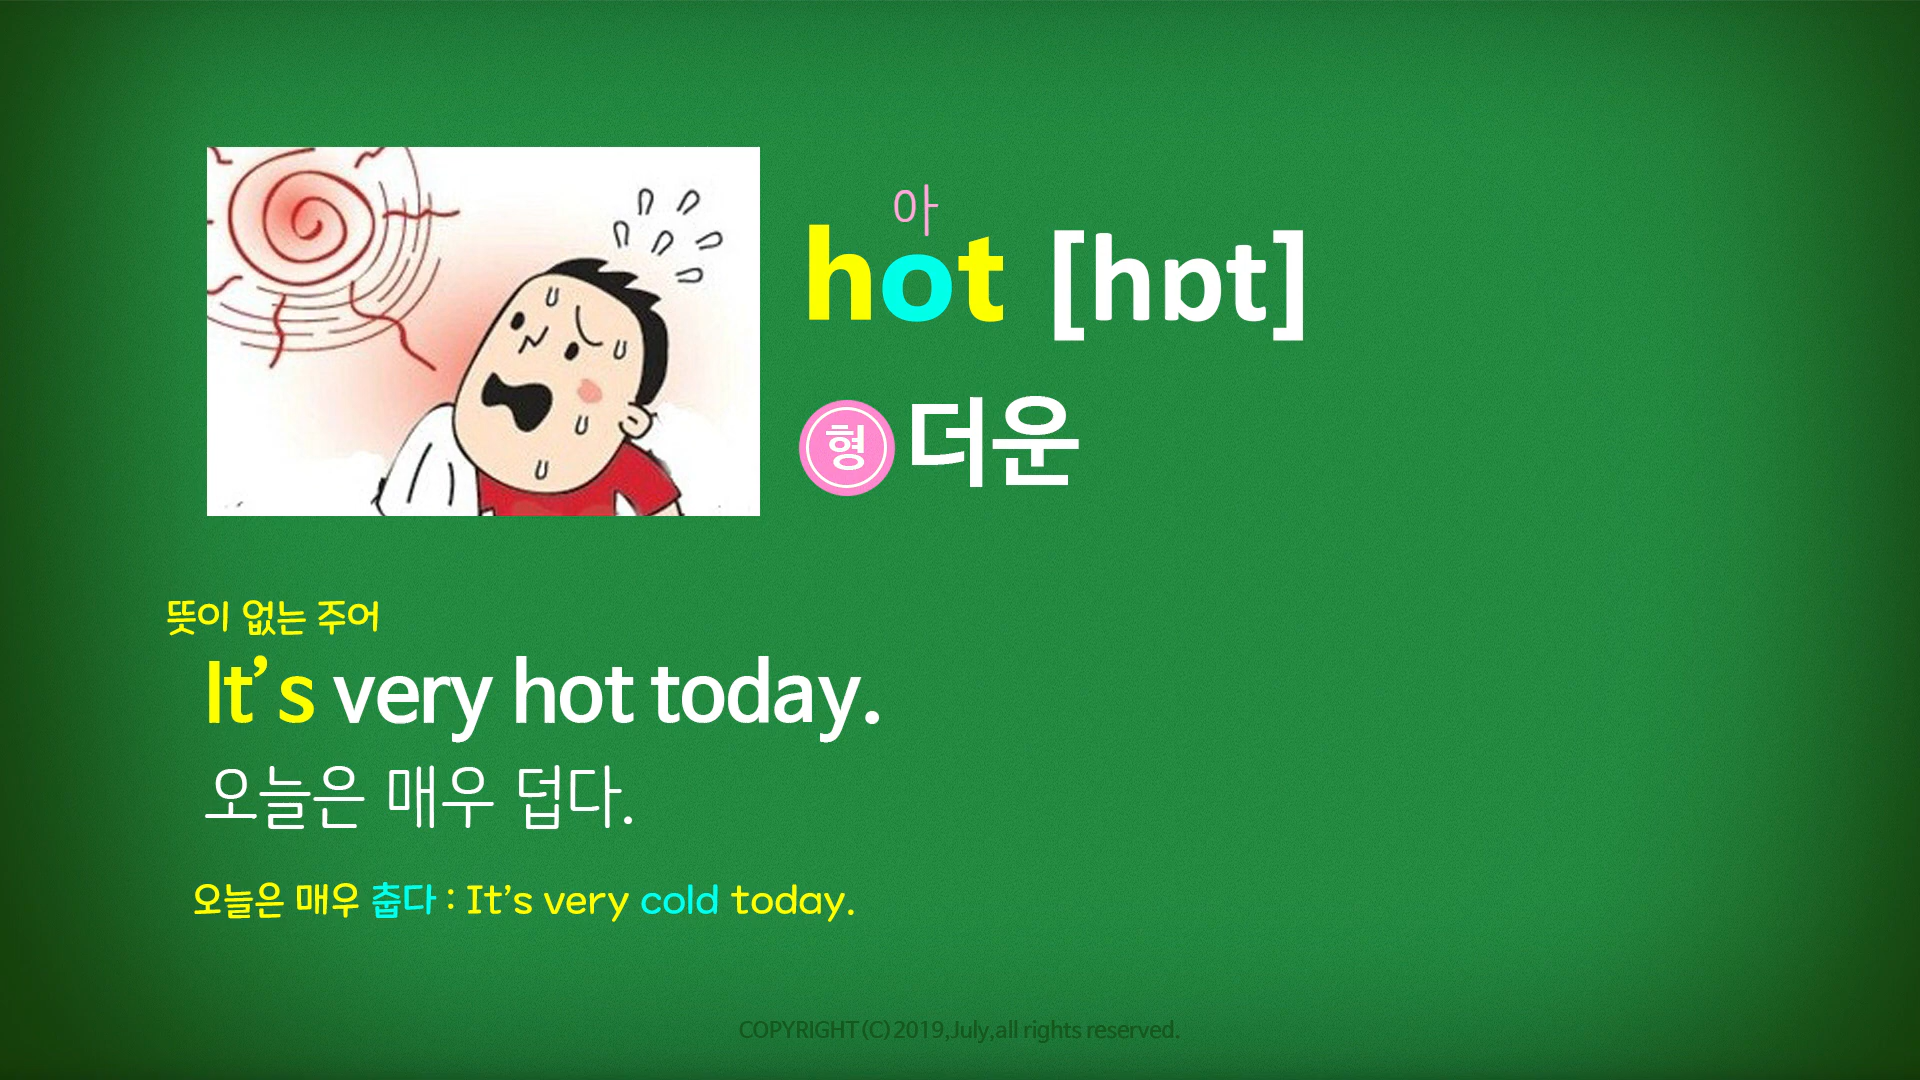 아
hot [hɒt]
형 더운
뜻이 없는 주어
It's very hot today.
오늘은 매우 덥다.
오늘은 매우 춥다 : It's very cold today.
COPYRIGHT (C) 2019,July,all rights reserved.